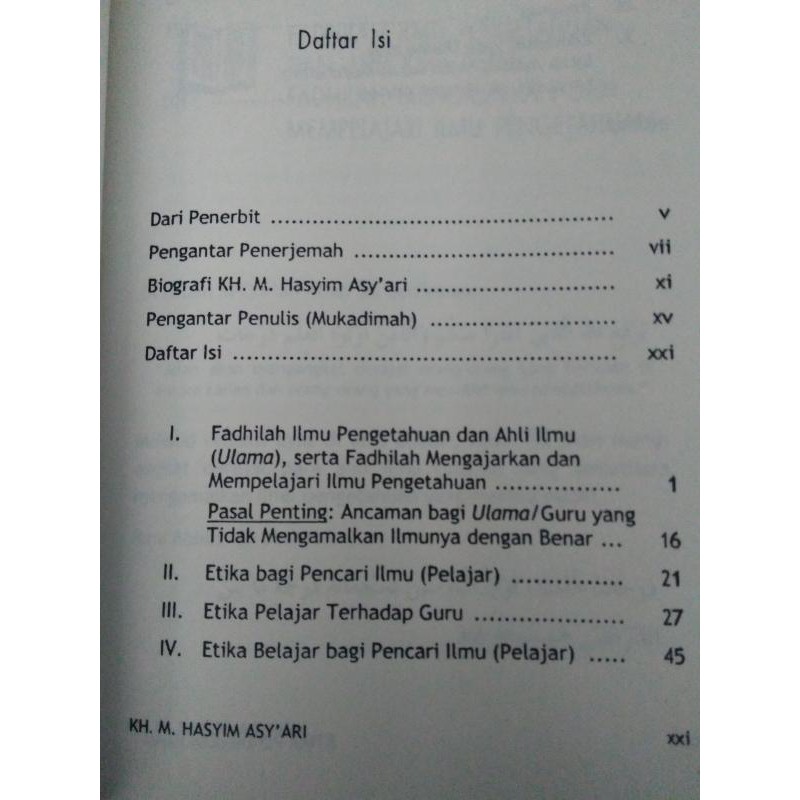 Daftar Isi
Dari Penerbit ................................................. v
Pengantar Penerjemah ..................................... vii
Biografi KH. M. Hasyim Asy'ari ............................ xi
Pengantar Penulis (Mukadimah) .......................... xv
Daftar Isi ....................................................... xxi
I. Fadhilah Ilmu Pengetahuan dan Ahli Ilmu
(Ulama), serta Fadhilah Mengajarkan dan
Mempelajari Ilmu Pengetahuan .................. 1
Pasal Penting: Ancaman bagi Ulama/Guru yang
Tidak Mengamalkan Ilmunya dengan Benar ... 16
II. Etika bagi Pencari Ilmu (Pelajar) ................ 21
III. Etika Pelajar Terhadap Guru ..................... 27
IV. Etika Belajar bagi Pencari Ilmu (Pelajar) ..... 45
KH. M. HASYIM ASY'ARI
xxi